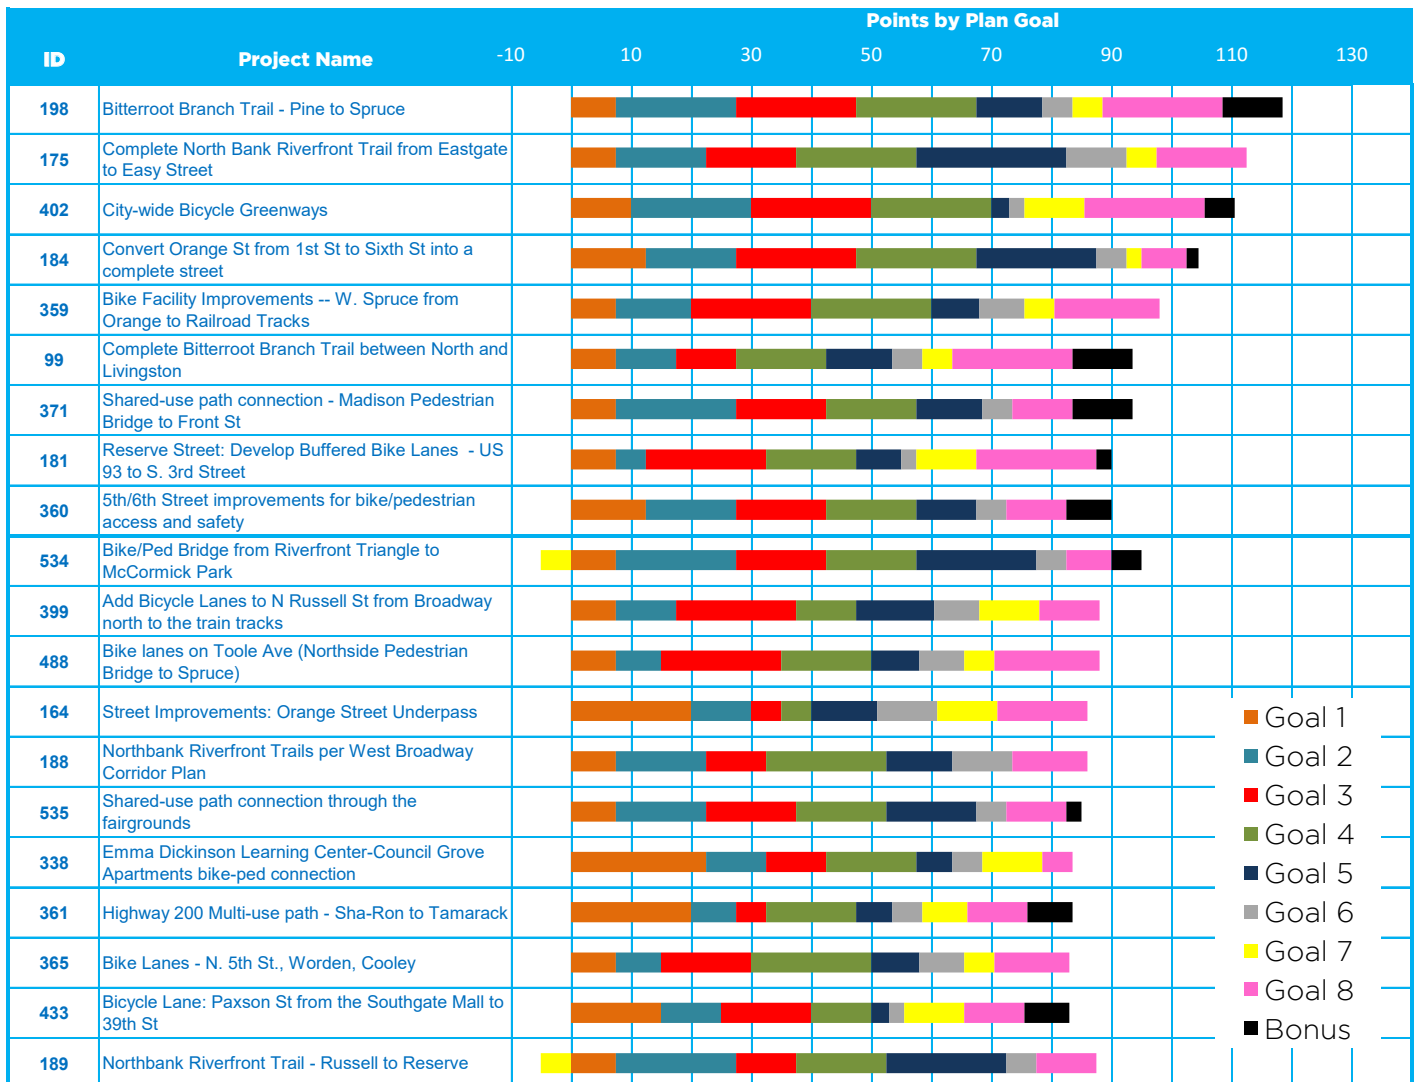 Points by Plan Goal
ID
Project Name
-10
10
30
50
70
90
110
130
198
Bitterroot Branch Trail - Pine to Spruce
175
Complete North Bank Riverfront Trail from Eastgate
to Easy Street
402
City-wide Bicycle Greenways
184
Convert Orange St from 1st St to Sixth St into a
complete street
359
Bike Facility Improvements -- W. Spruce from
Orange to Railroad Tracks
99
Complete Bitterroot Branch Trail between North and
Livingston
371
Shared-use path connection - Madison Pedestrian
Bridge to Front St
181
Reserve Street: Develop Buffered Bike Lanes  - US
93 to S. 3rd Street
360
5th/6th Street improvements for bike/pedestrian
access and safety
534
Bike/Ped Bridge from Riverfront Triangle to
McCormick Park
399
Add Bicycle Lanes to N Russell St from Broadway
north to the train tracks
488
Bike lanes on Toole Ave (Northside Pedestrian
Bridge to Spruce)
164
Street Improvements: Orange Street Underpass
188
Northbank Riverfront Trails per West Broadway
Corridor Plan
535
Shared-use path connection through the
fairgrounds
338
Emma Dickinson Learning Center-Council Grove
Apartments bike-ped connection
361
Highway 200 Multi-use path - Sha-Ron to Tamarack
365
Bike Lanes - N. 5th St., Worden, Cooley
433
Bicycle Lane: Paxson St from the Southgate Mall to
39th St
189
Northbank Riverfront Trail - Russell to Reserve
Goal 1
Goal 2
Goal 3
Goal 4
Goal 5
Goal 6
Goal 7
Goal 8
Bonus